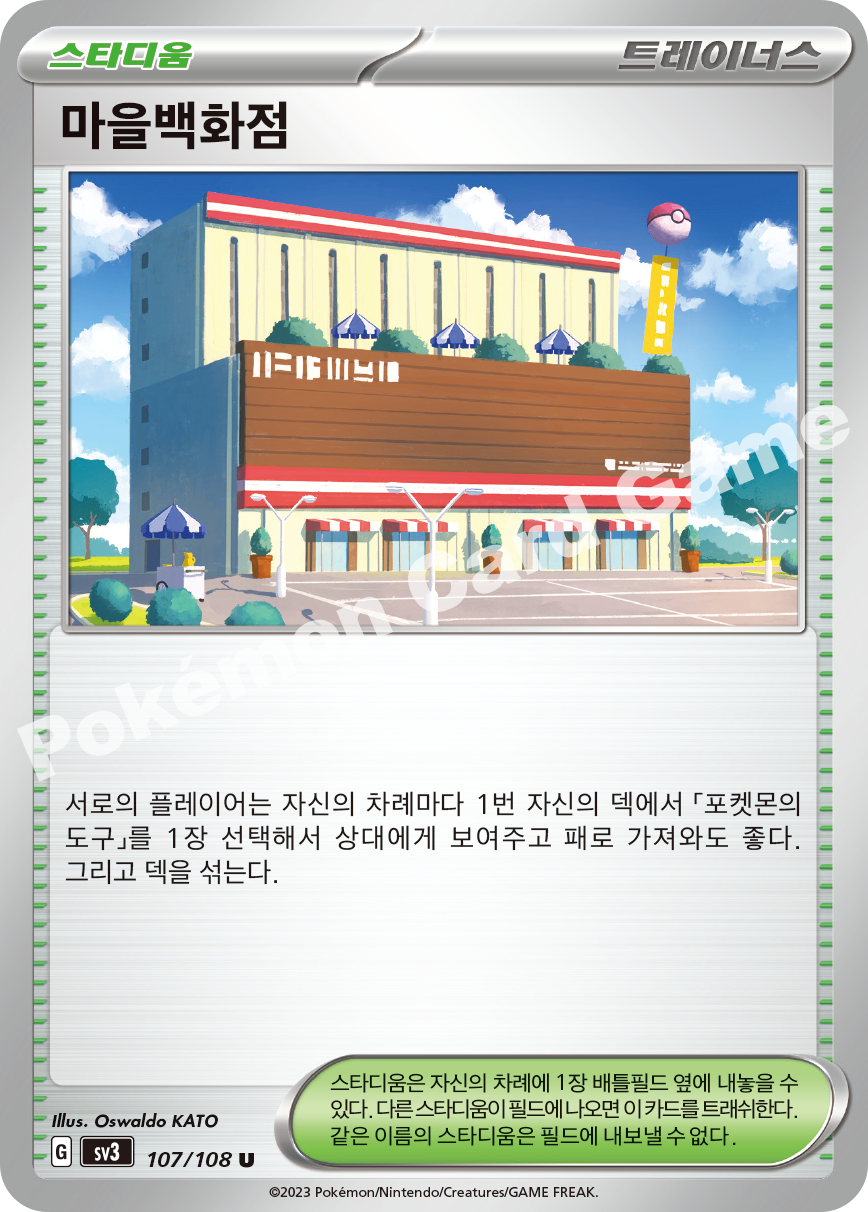 스타디움 트레이너스
마을백화점
Pokémon Card Game
서로의 플레이어는 자신의 차례마다 1번 자신의 덱에서 「포켓몬의
도구」를 1장 선택해서 상대에게 보여주고 패로 가져와도 좋다.
그리고 덱을 섞는다.
스타디움은 자신의 차례에 1장 배틀필드 옆에 내놓을 수
있다. 다른 스타디움이 필드에 나오면 이 카드를 트래쉬한다.
같은 이름의 스타디움은 필드에 내보낼 수 없다.
Illus. Oswaldo KATO
G sv3 107/108 U
©2023 Pokémon/Nintendo/Creatures/GAME FREAK.